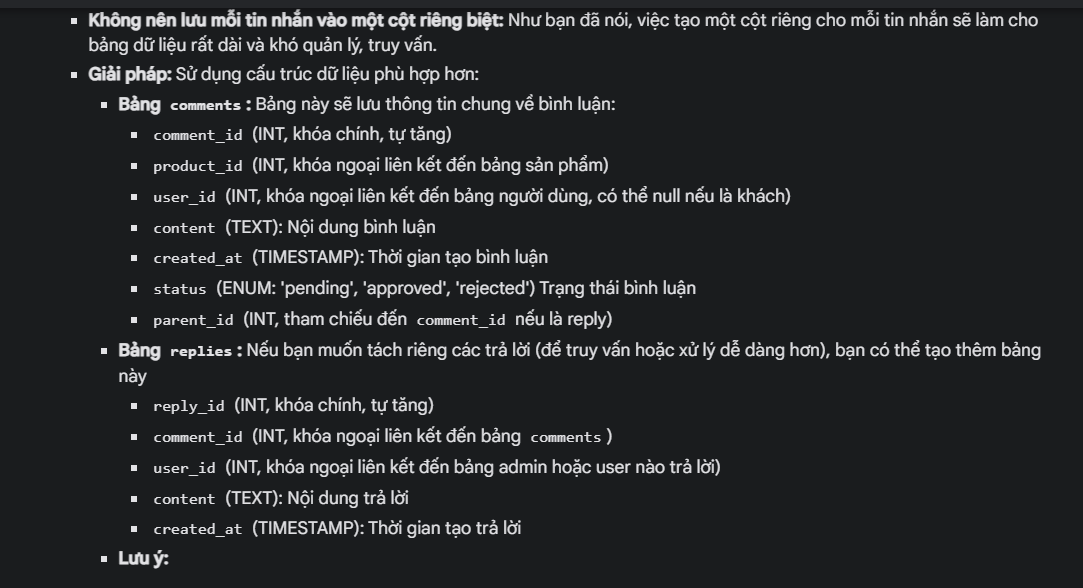 Không nên lưu mỗi tin nhắn vào một cột riêng biệt: Như bạn đã nói, việc tạo một cột riêng cho mỗi tin nhắn sẽ làm cho
bảng dữ liệu rất dài và khó quản lý, truy vấn.
Giải pháp: Sử dụng cấu trúc dữ liệu phù hợp hơn:
Bảng comments : Bảng này sẽ lưu thông tin chung về bình luận:
comment_id (INT, khóa chính, tự tăng)
product_id (INT, khóa ngoại liên kết đến bảng sản phẩm)
user_id (INT, khóa ngoại liên kết đến bảng người dùng, có thể null nếu là khách)
content (TEXT): Nội dung bình luận
created_at (TIMESTAMP): Thời gian tạo bình luận
status (ENUM: 'pending', 'approved', 'rejected') Trạng thái bình luận
parent_id (INT, tham chiếu đến comment_id nếu là reply)
Bảng replies : Nếu bạn muốn tách riêng các trả lời (để truy vấn hoặc xử lý dễ dàng hơn), bạn có thể tạo thêm bảng
này
reply_id (INT, khóa chính, tự tăng)
comment_id (INT, khóa ngoại liên kết đến bảng comments )
user_id (INT, khóa ngoại liên kết đến bảng admin hoặc user nào trả lời)
content (TEXT): Nội dung trả lời
created_at (TIMESTAMP): Thời gian tạo trả lời
Lưu ý: